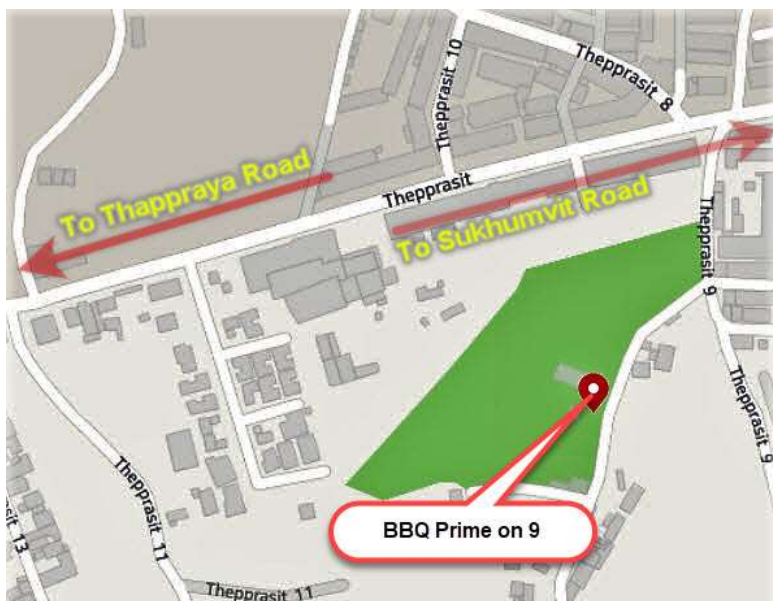 Thepprasit 10
Thepprasit 8
To Thappraya Road
Thepprasit
To Sukhumvit Road
Thepprasit 9
Thepprasit 9
Thepprasit 11
BBQ Prime on 9
sit 13
Thepprasit 11